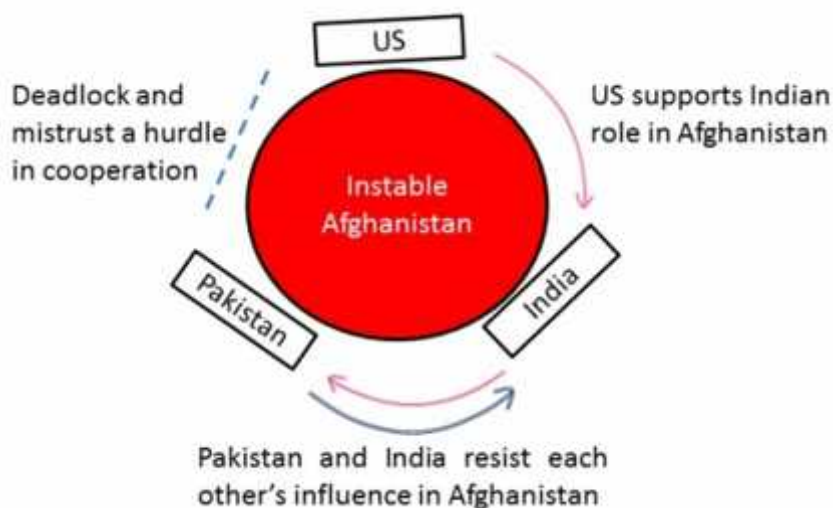 US
Deadlock and
mistrust a hurdle
in cooperation
US supports Indian
role in Afghanistan
Instable
Afghanistan
Pakistan
India
Pakistan and India resist each
other's influence in Afghanistan